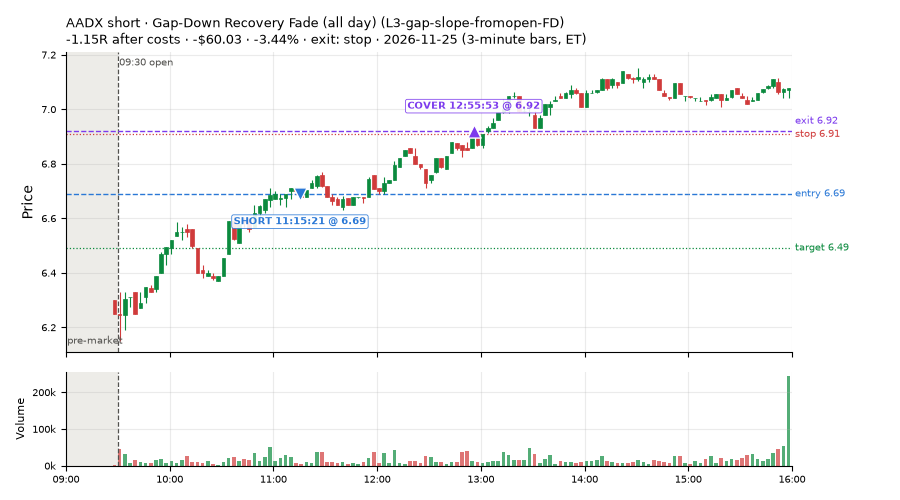 AADX short · Gap-Down Recovery Fade (all day) (L3-gap-slope-fromopen-FD)
-1.15R after costs · -$60.03 · -3.44% · exit: stop · 2026-11-25 (3-minute bars, ET)
7.2
09:30 open
COVER 12:55:53 @ 6.92
7.0
exit 6.92
stop 6.91
6.8
entry 6.69
SHORT 11:15:21 @ 6.69
6.6
target 6.49
6.4
6.2
pre-market
Price
200k
100k
0k
Volume
09:00 10:00 11:00 12:00 13:00 14:00 15:00 16:00